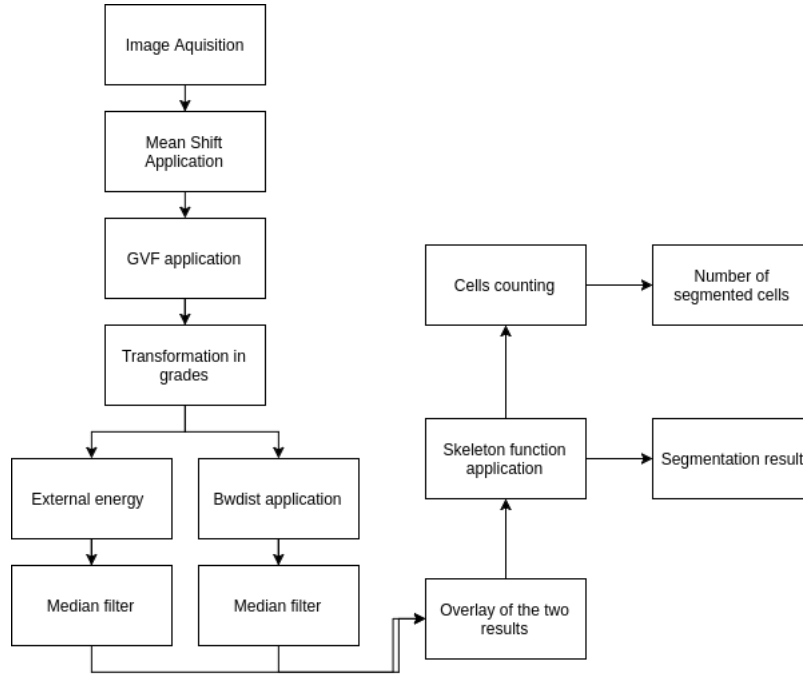 Image Aquisition
Mean Shift
Application
GVF application
Transformation in
grades
External energy
Bwdist application
Median filter
Median filter
Overlay of the two
results
Skeleton function
application
Segmentation result
Cells counting
Number of
segmented cells